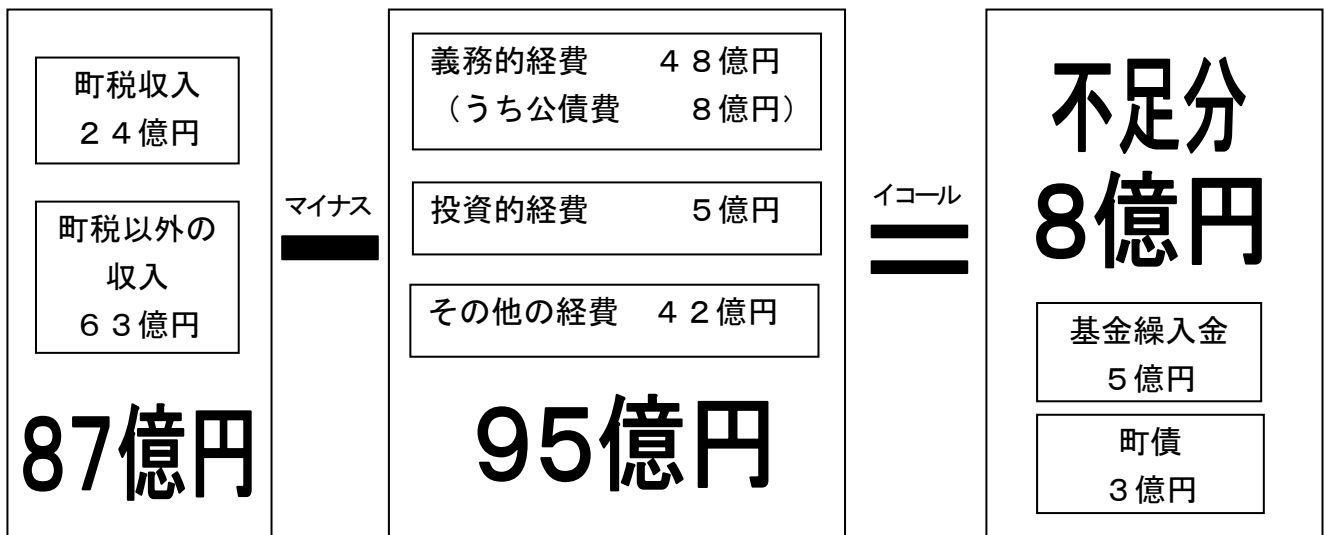 町税収入
２４億円
町税以外の
収入
６３億円
87億円
マイナス
義務的経費　　４８億円
（うち公債費　　８億円）
投資的経費　　　５億円
その他の経費　４２億円
95億円
イコール
不足分
8億円
基金繰入金
５億円
町債
３億円